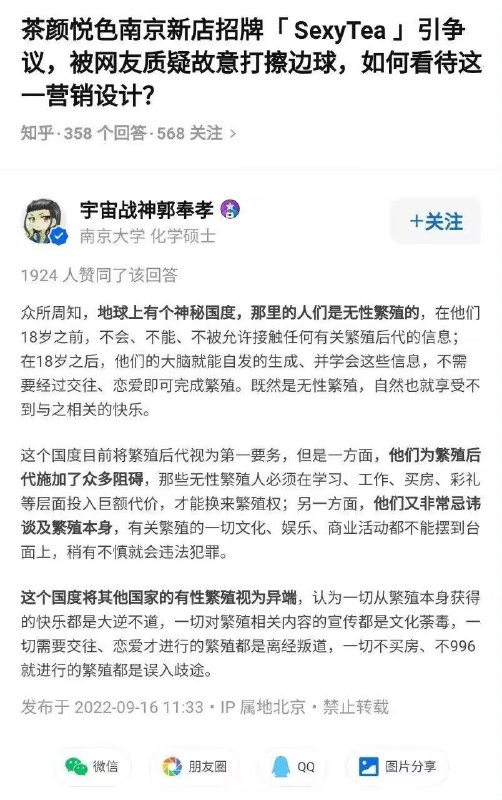 茶颜悦色南京新店招牌「 SexyTea 」引争
议，被网友质疑故意打擦边球，如何看待这
一营销设计？
知乎·358 个回答·568 关注 >
宇宙战神郭奉孝
南京大学 化学硕士
+关注
1924 人赞同了该回答
众所周知，地球上有个神秘国度，那里的人们是无性繁殖的，在他们
18岁之前，不会、不能、不被允许接触任何有关繁殖后代的信息；
在18岁之后，他们的大脑就能自发的生成、并学会这些信息，不需
要经过交往、恋爱即可完成繁殖。既然是无性繁殖，自然也就享受不
到与之相关的快乐。
这个国度目前将繁殖后代视为第一要务，但是一方面，他们为繁殖后
代施加了众多阻碍，那些无性繁殖人必须在学习、工作、买房、彩礼
等层面投入巨额代价，才能换来繁殖权；另一方面，他们又非常忌讳
谈及繁殖本身，有关繁殖的一切文化、娱乐、商业活动都不能摆到台
面上，稍有不慎就会违法犯罪。
这个国度将其他国家的有性繁殖视为异端，认为一切从繁殖本身获得
的快乐都是大逆不道，一切对繁殖相关内容的宣传都是文化荼毒，一
切需要交往、恋爱才进行的繁殖都是离经叛道，一切不买房、不996
就进行的繁殖都是误入歧途。
发布于 2022-09-16 11:33・IP 属地北京・禁止转载
微信
朋友圈
QQ
图片分享